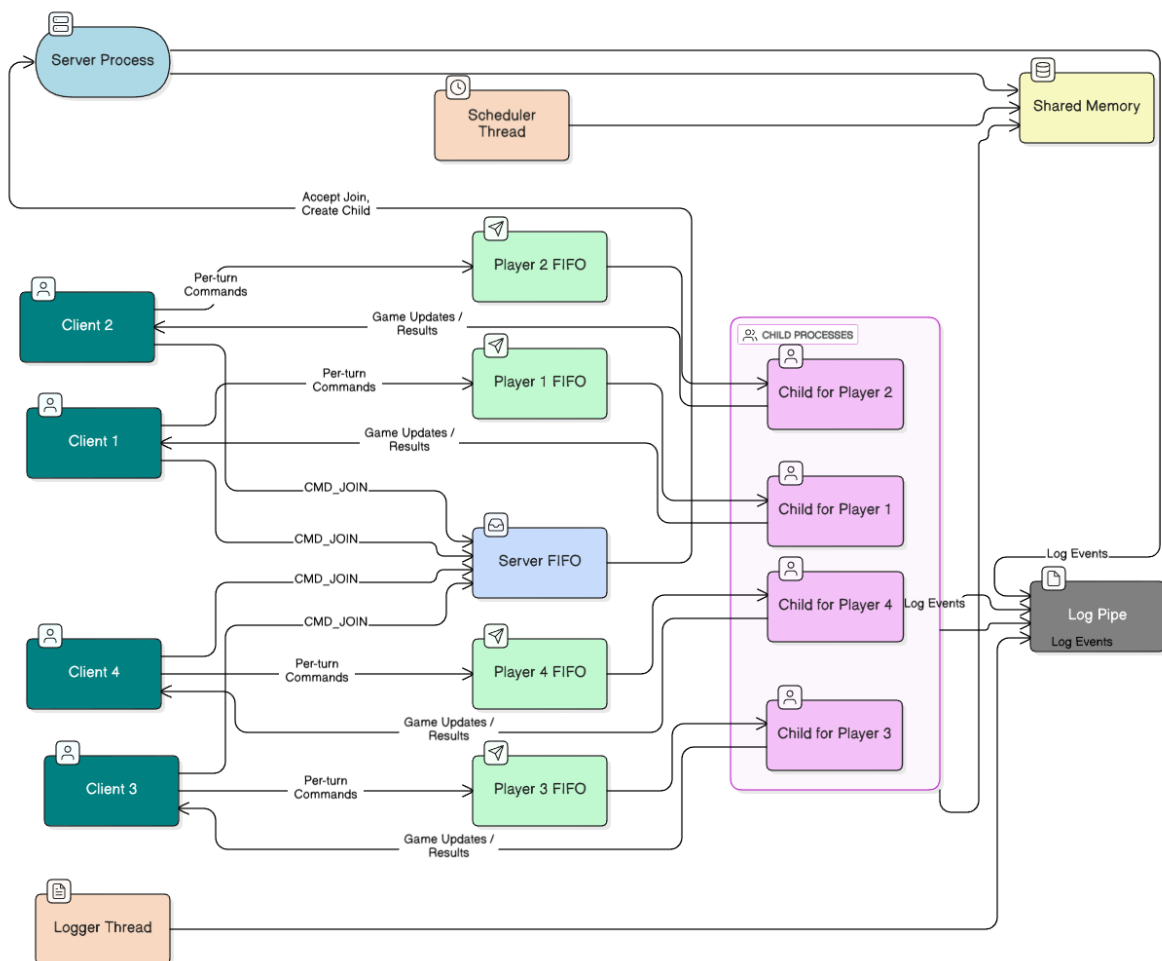 Server Process
Scheduler
Thread
Shared Memory
Accept Join,
Create Child
Player 2 FIFO
Per-turn
Commands
Client 2
Game Updates /
Results
CHILD PROCESSES
Player 1 FIFO
Per-turn
Commands
Child for Player 2
Client 1
Game Updates /
Results
CMD_JOIN
Child for Player 1
CMD_JOIN
Server FIFO
Log Events
CMD_JOIN
Child for Player 4
Log Events
Log Pipe
CMD_JOIN
Log Events
Client 4
Per-turn
Commands
Player 4 FIFO
Game Updates /
Results
Child for Player 3
Client 3
Per-turn
Commands
Player 3 FIFO
Game Updates /
Results
Logger Thread